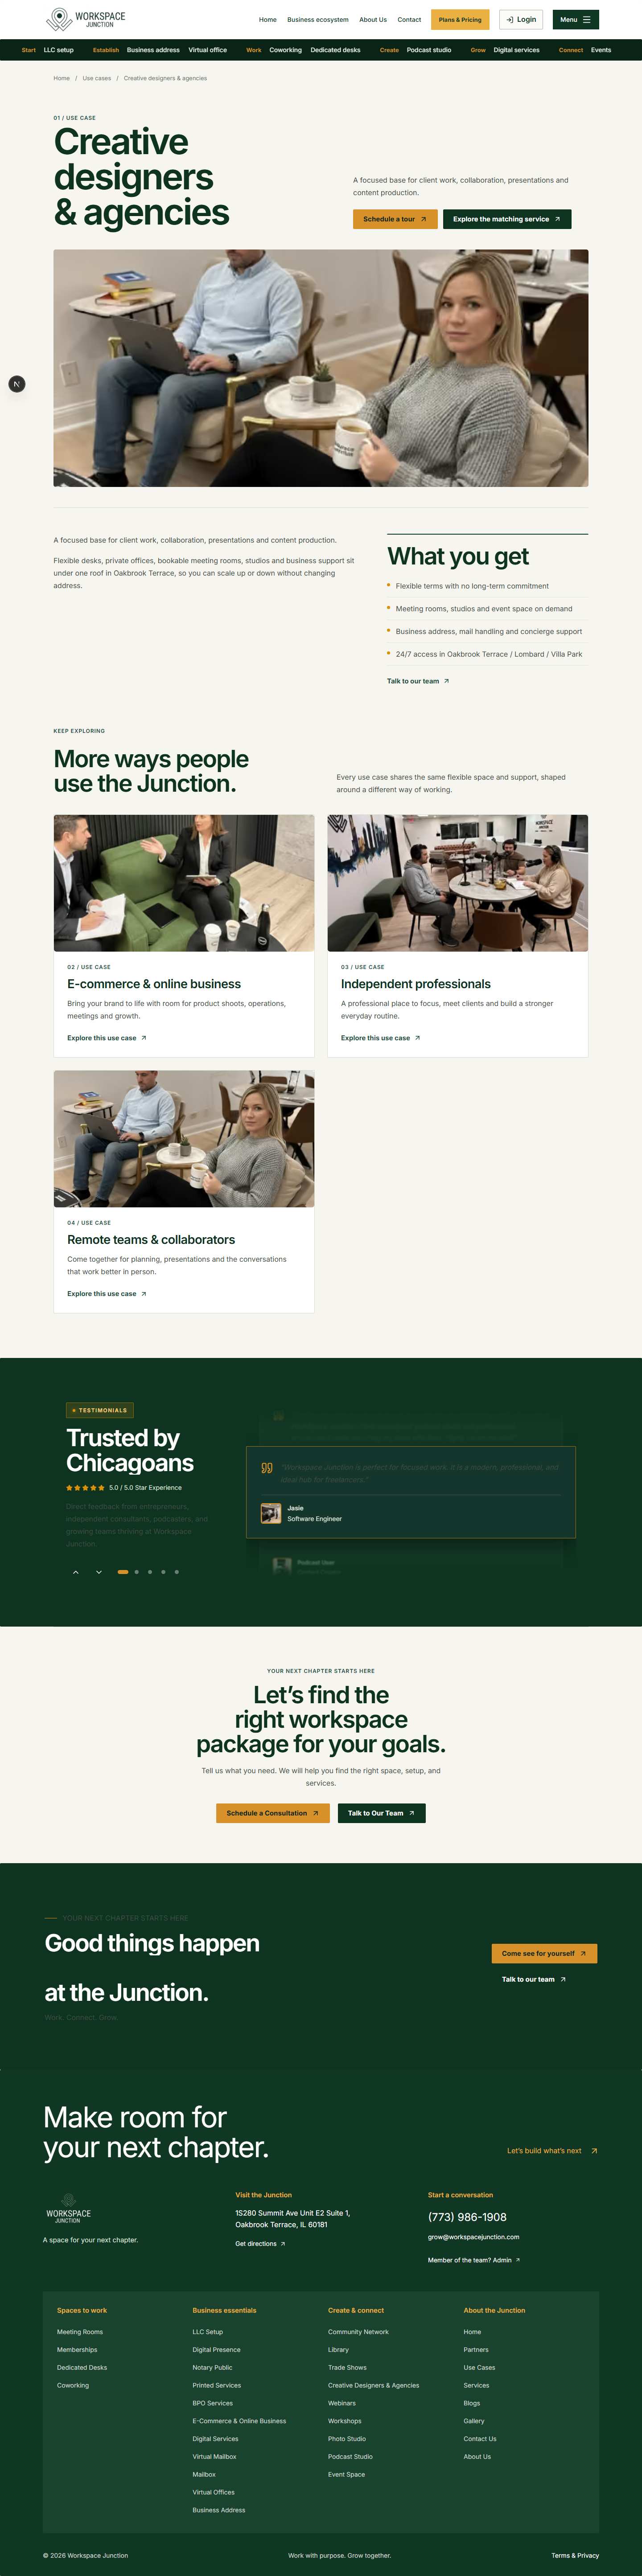 WORKSPACE
JUNCTION
Home
Business ecosystem
About Us
Contact
Plans & Pricing
Login
Menu
Start
LLC setup
Establish
Business address
Virtual office
Work
Coworking
Dedicated desks
Create
Podcast studio
Grow
Digital services
Connect
Events
Home / Use cases / Creative designers & agencies
01 / USE CASE
Creative
designers
& agencies
A focused base for client work, collaboration, presentations and
content production.
Schedule a tour
Explore the matching service
N
A focused base for client work, collaboration, presentations and content production.
Flexible desks, private offices, bookable meeting rooms, studios and business support sit
under one roof in Oakbrook Terrace, so you can scale up or down without changing
address.
What you get
Flexible terms with no long-term commitment
Meeting rooms, studios and event space on demand
Business address, mail handling and concierge support
24/7 access in Oakbrook Terrace / Lombard / Villa Park
Talk to our team
KEEP EXPLORING
More ways people
use the Junction.
Every use case shares the same flexible space and support, shaped
around a different way of working.
02 / USE CASE
E-commerce & online business
Bring your brand to life with room for product shoots, operations,
meetings and growth.
Explore this use case
03 / USE CASE
Independent professionals
A professional place to focus, meet clients and build a stronger
everyday routine.
Explore this use case
04 / USE CASE
Remote teams & collaborators
Come together for planning, presentations and the conversations
that work better in person.
Explore this use case
TESTIMONIALS
Trusted by
Chicagoans
5.0 / 5.0 Star Experience
Direct feedback from entrepreneurs,
independent consultants, podcasters, and
growing teams thriving at Workspace
Junction.
"Workspace Junction is perfect for focused work. It is a modern, professional, and
ideal hub for freelancers."
Jasie
Software Engineer
Podcast User
YOUR NEXT CHAPTER STARTS HERE
Let's find the
right workspace
package for your goals.
Tell us what you need. We will help you find the right space, setup, and
services.
Schedule a Consultation
Talk to Our Team
YOUR NEXT CHAPTER STARTS HERE
Good things happen
at the Junction.
Work. Connect. Grow.
Come see for yourself
Talk to our team
Make room for
your next chapter.
Let's build what's next
WORKSPACE
JUNCTION
A space for your next chapter.
Visit the Junction
1S280 Summit Ave Unit E2 Suite 1,
Oakbrook Terrace, IL 60181
Get directions
Start a conversation
(773) 986-1908
grow@workspacejunction.com
Member of the team? Admin
Spaces to work
Meeting Rooms
Memberships
Dedicated Desks
Coworking
Business essentials
LLC Setup
Digital Presence
Notary Public
Printed Services
BPO Services
E-Commerce & Online Business
Digital Services
Virtual Mailbox
Mailbox
Virtual Offices
Business Address
Create & connect
Community Network
Library
Trade Shows
Creative Designers & Agencies
Webinars
Workshops
Photo Studio
Podcast Studio
Event Space
About the Junction
Home
Partners
Use Cases
Services
Blogs
Gallery
Contact Us
About Us
© 2026 Workspace Junction
Work with purpose. Grow together.
Terms & Privacy